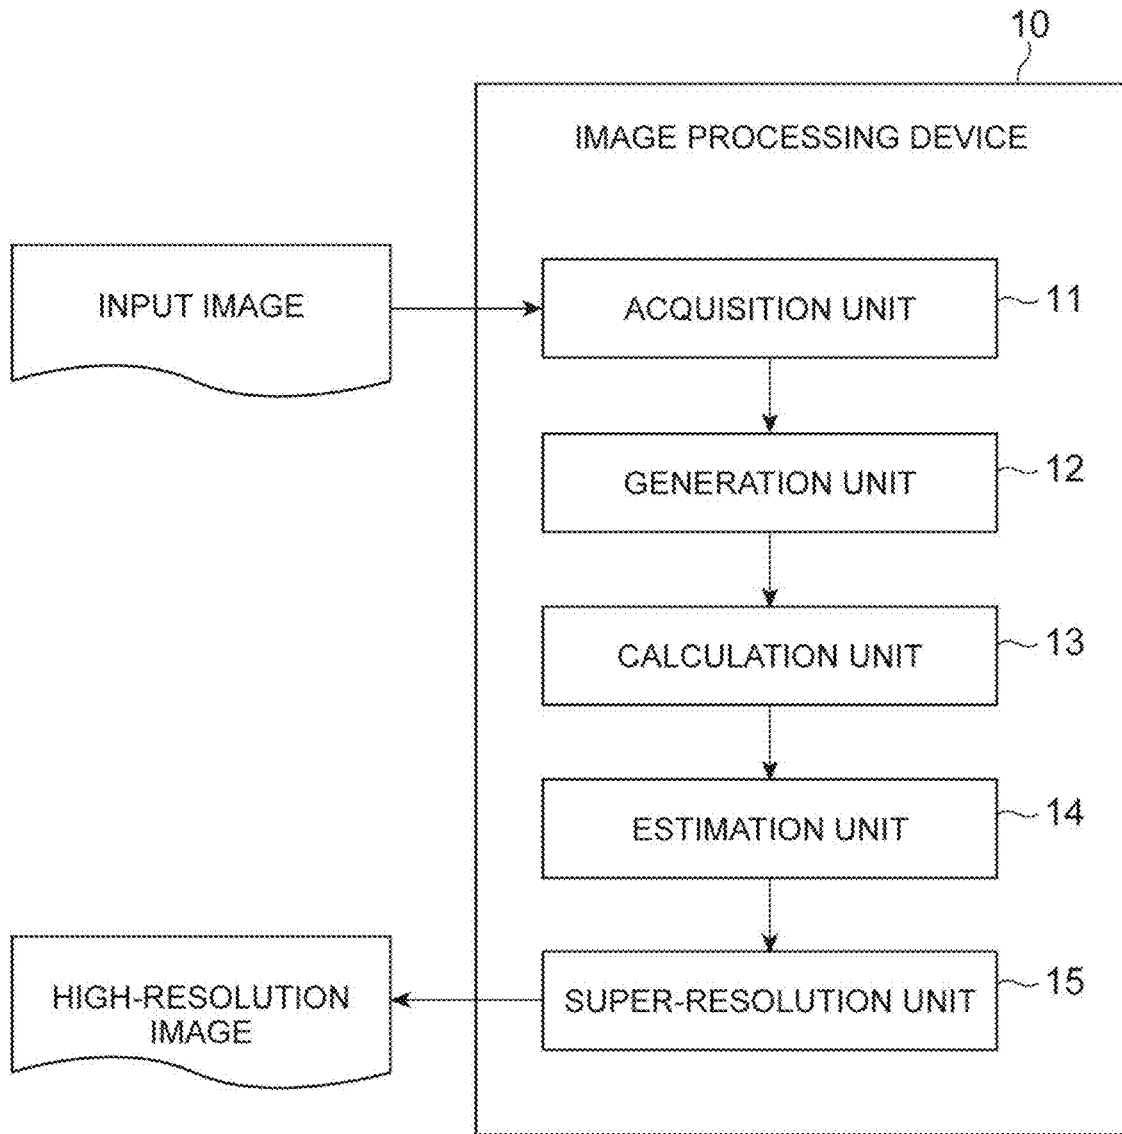 10
IMAGE PROCESSING DEVICE
INPUT IMAGE
ACQUISITION UNIT
11
GENERATION UNIT
12
CALCULATION UNIT
13
ESTIMATION UNIT
14
HIGH-RESOLUTION
IMAGE
SUPER-RESOLUTION UNIT
15